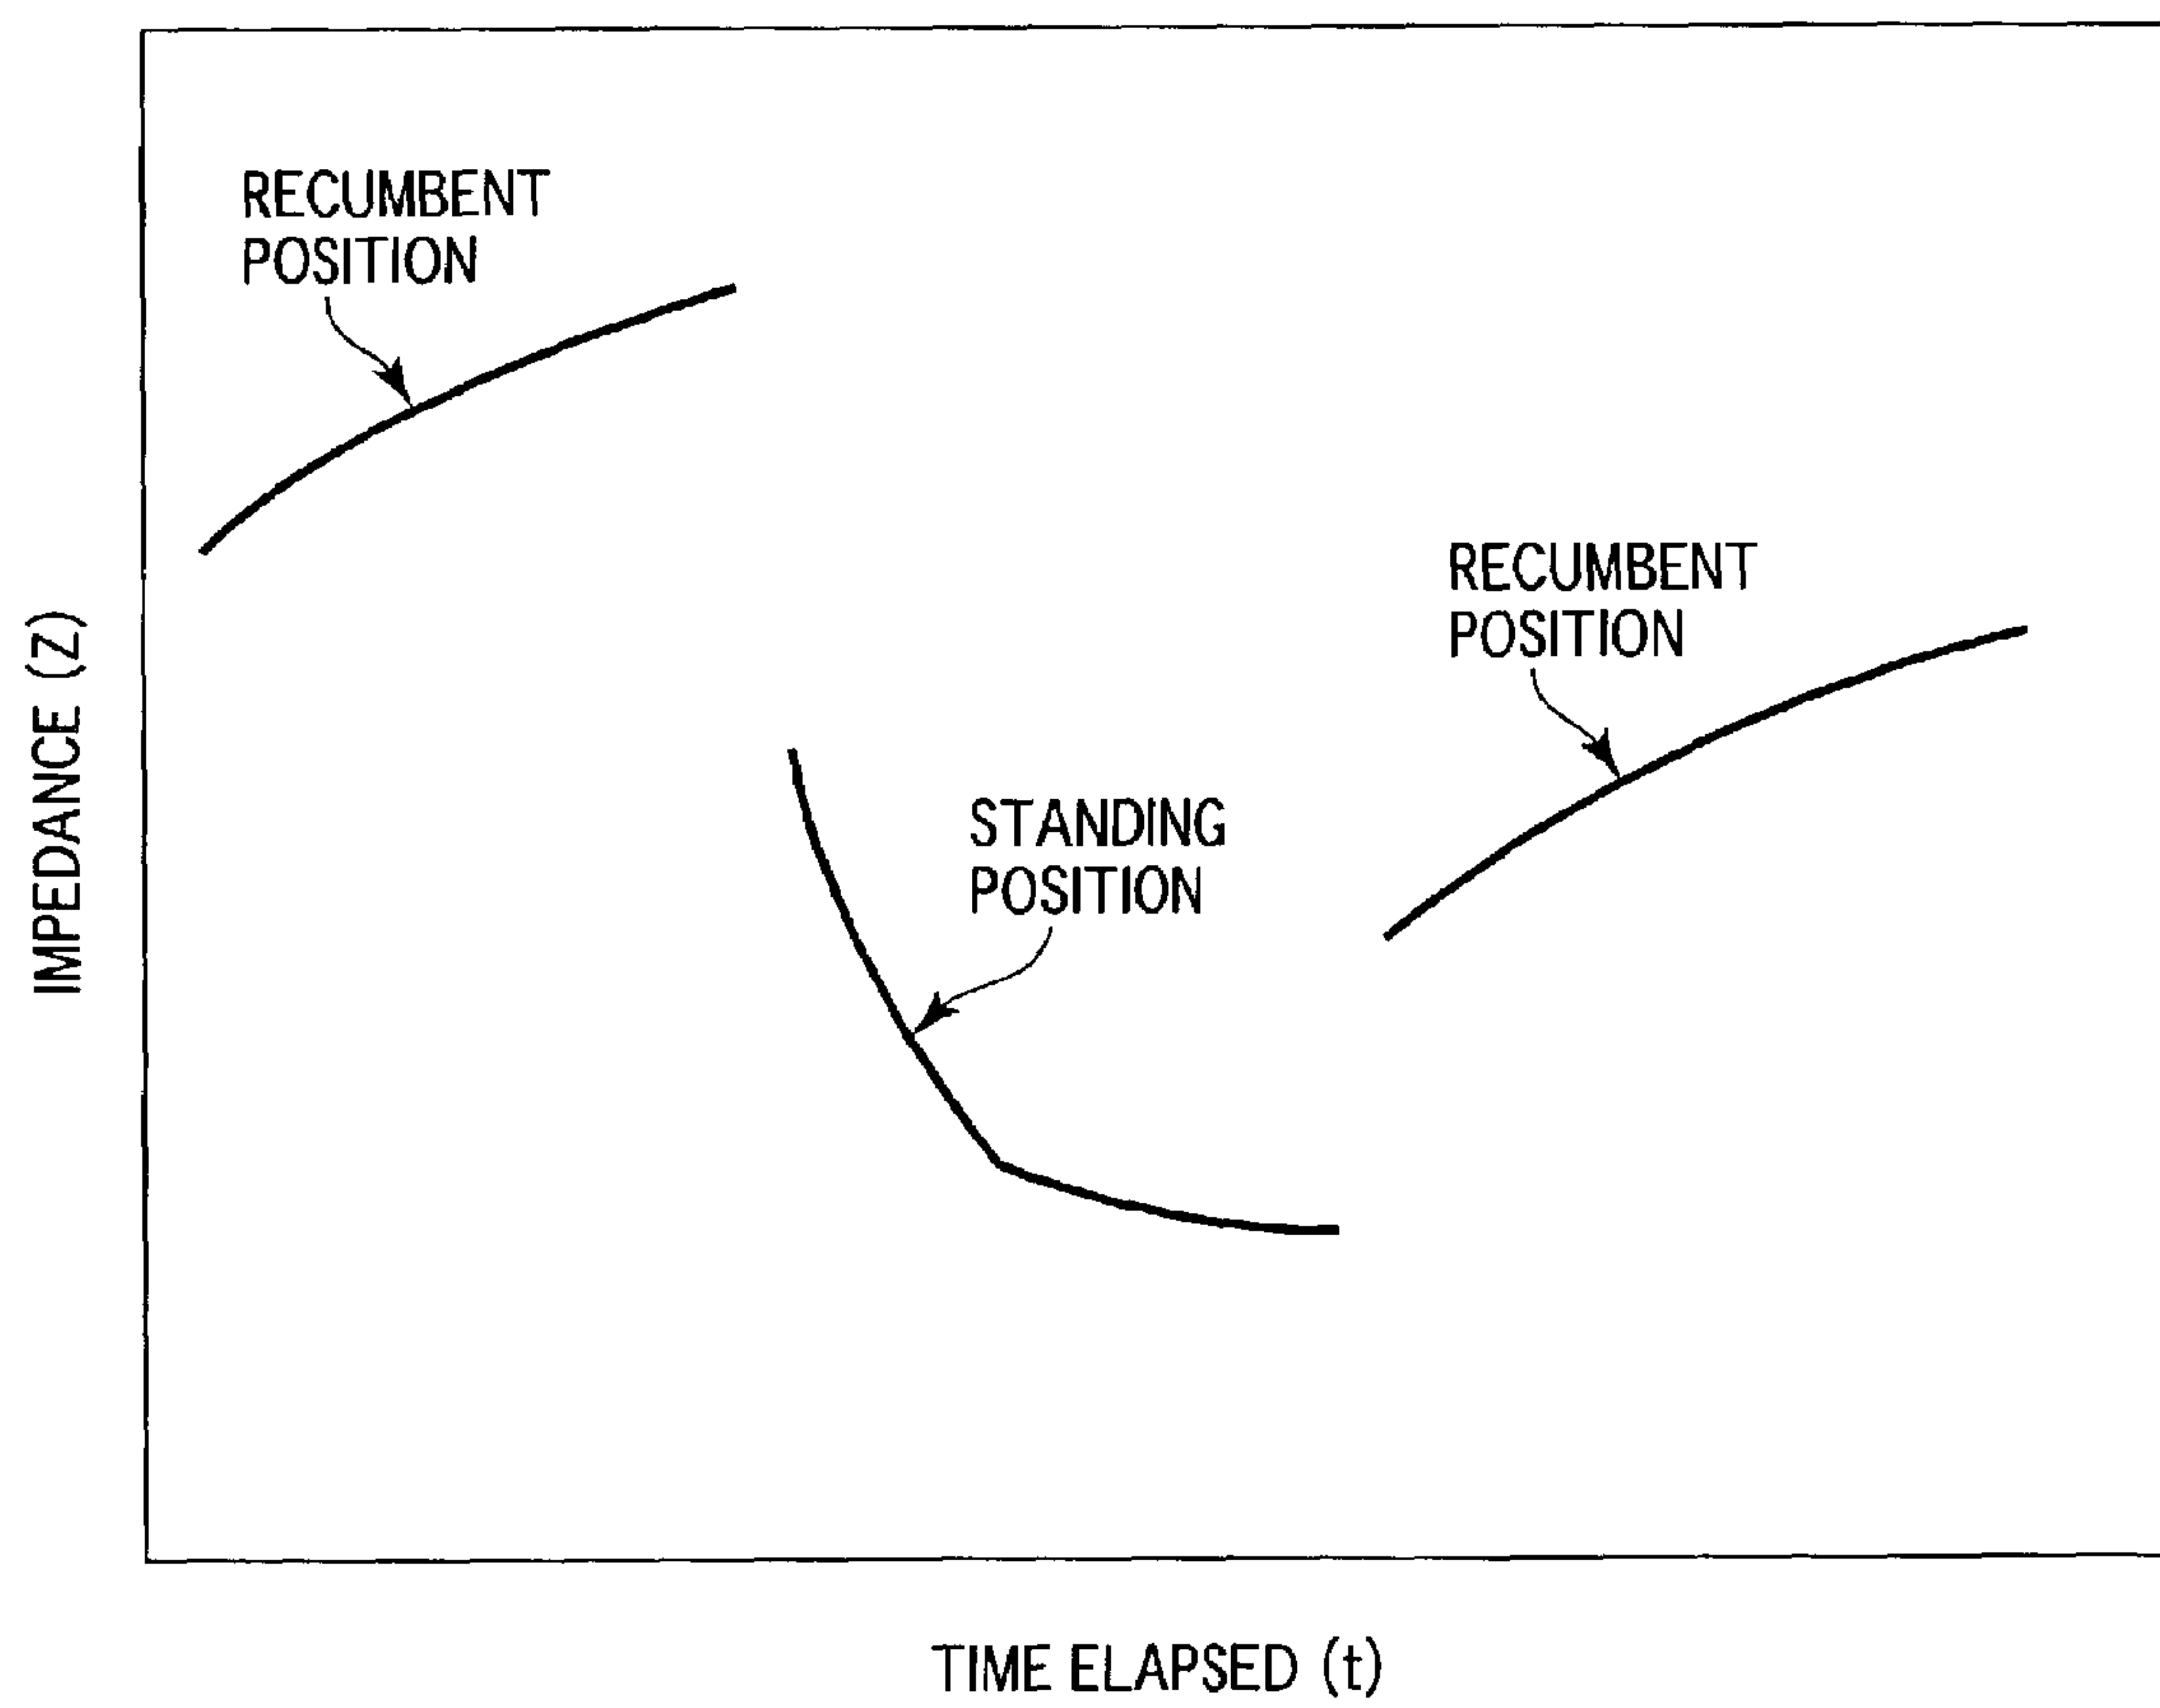 RECUMBENT
POSITION
RECUMBENT
POSITION
STANDING
POSITION
IMPEDANCE (Z)
TIME ELAPSED (t)